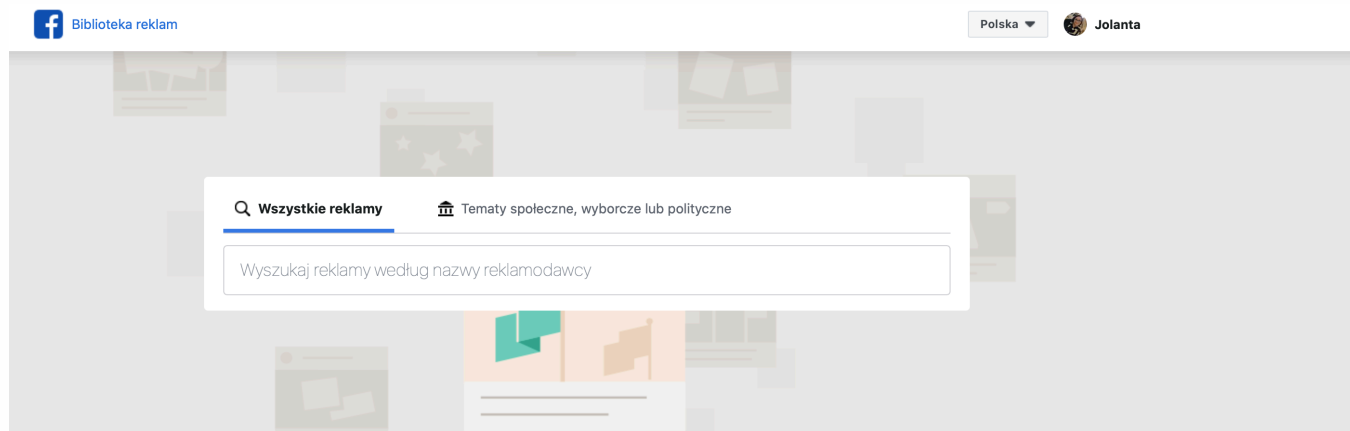 Biblioteka reklam
Polska
Jolanta
Wszystkie reklamy
Tematy społeczne, wyborcze lub polityczne
Wyszukaj reklamy według nazwy reklamodawcy